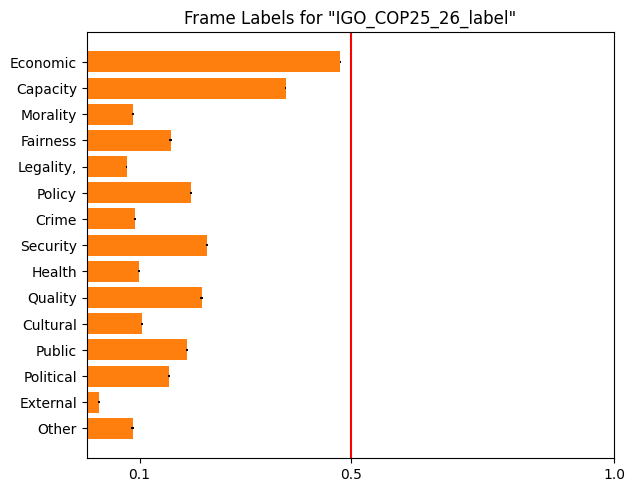 Frame Labels for "IGO_COP25_26_label"
Economic
Capacity
Morality
Fairness
Legality,
Policy
Crime
Security
Health
Quality
Cultural
Public
Political
External
Other
0.1 0.5 1.0